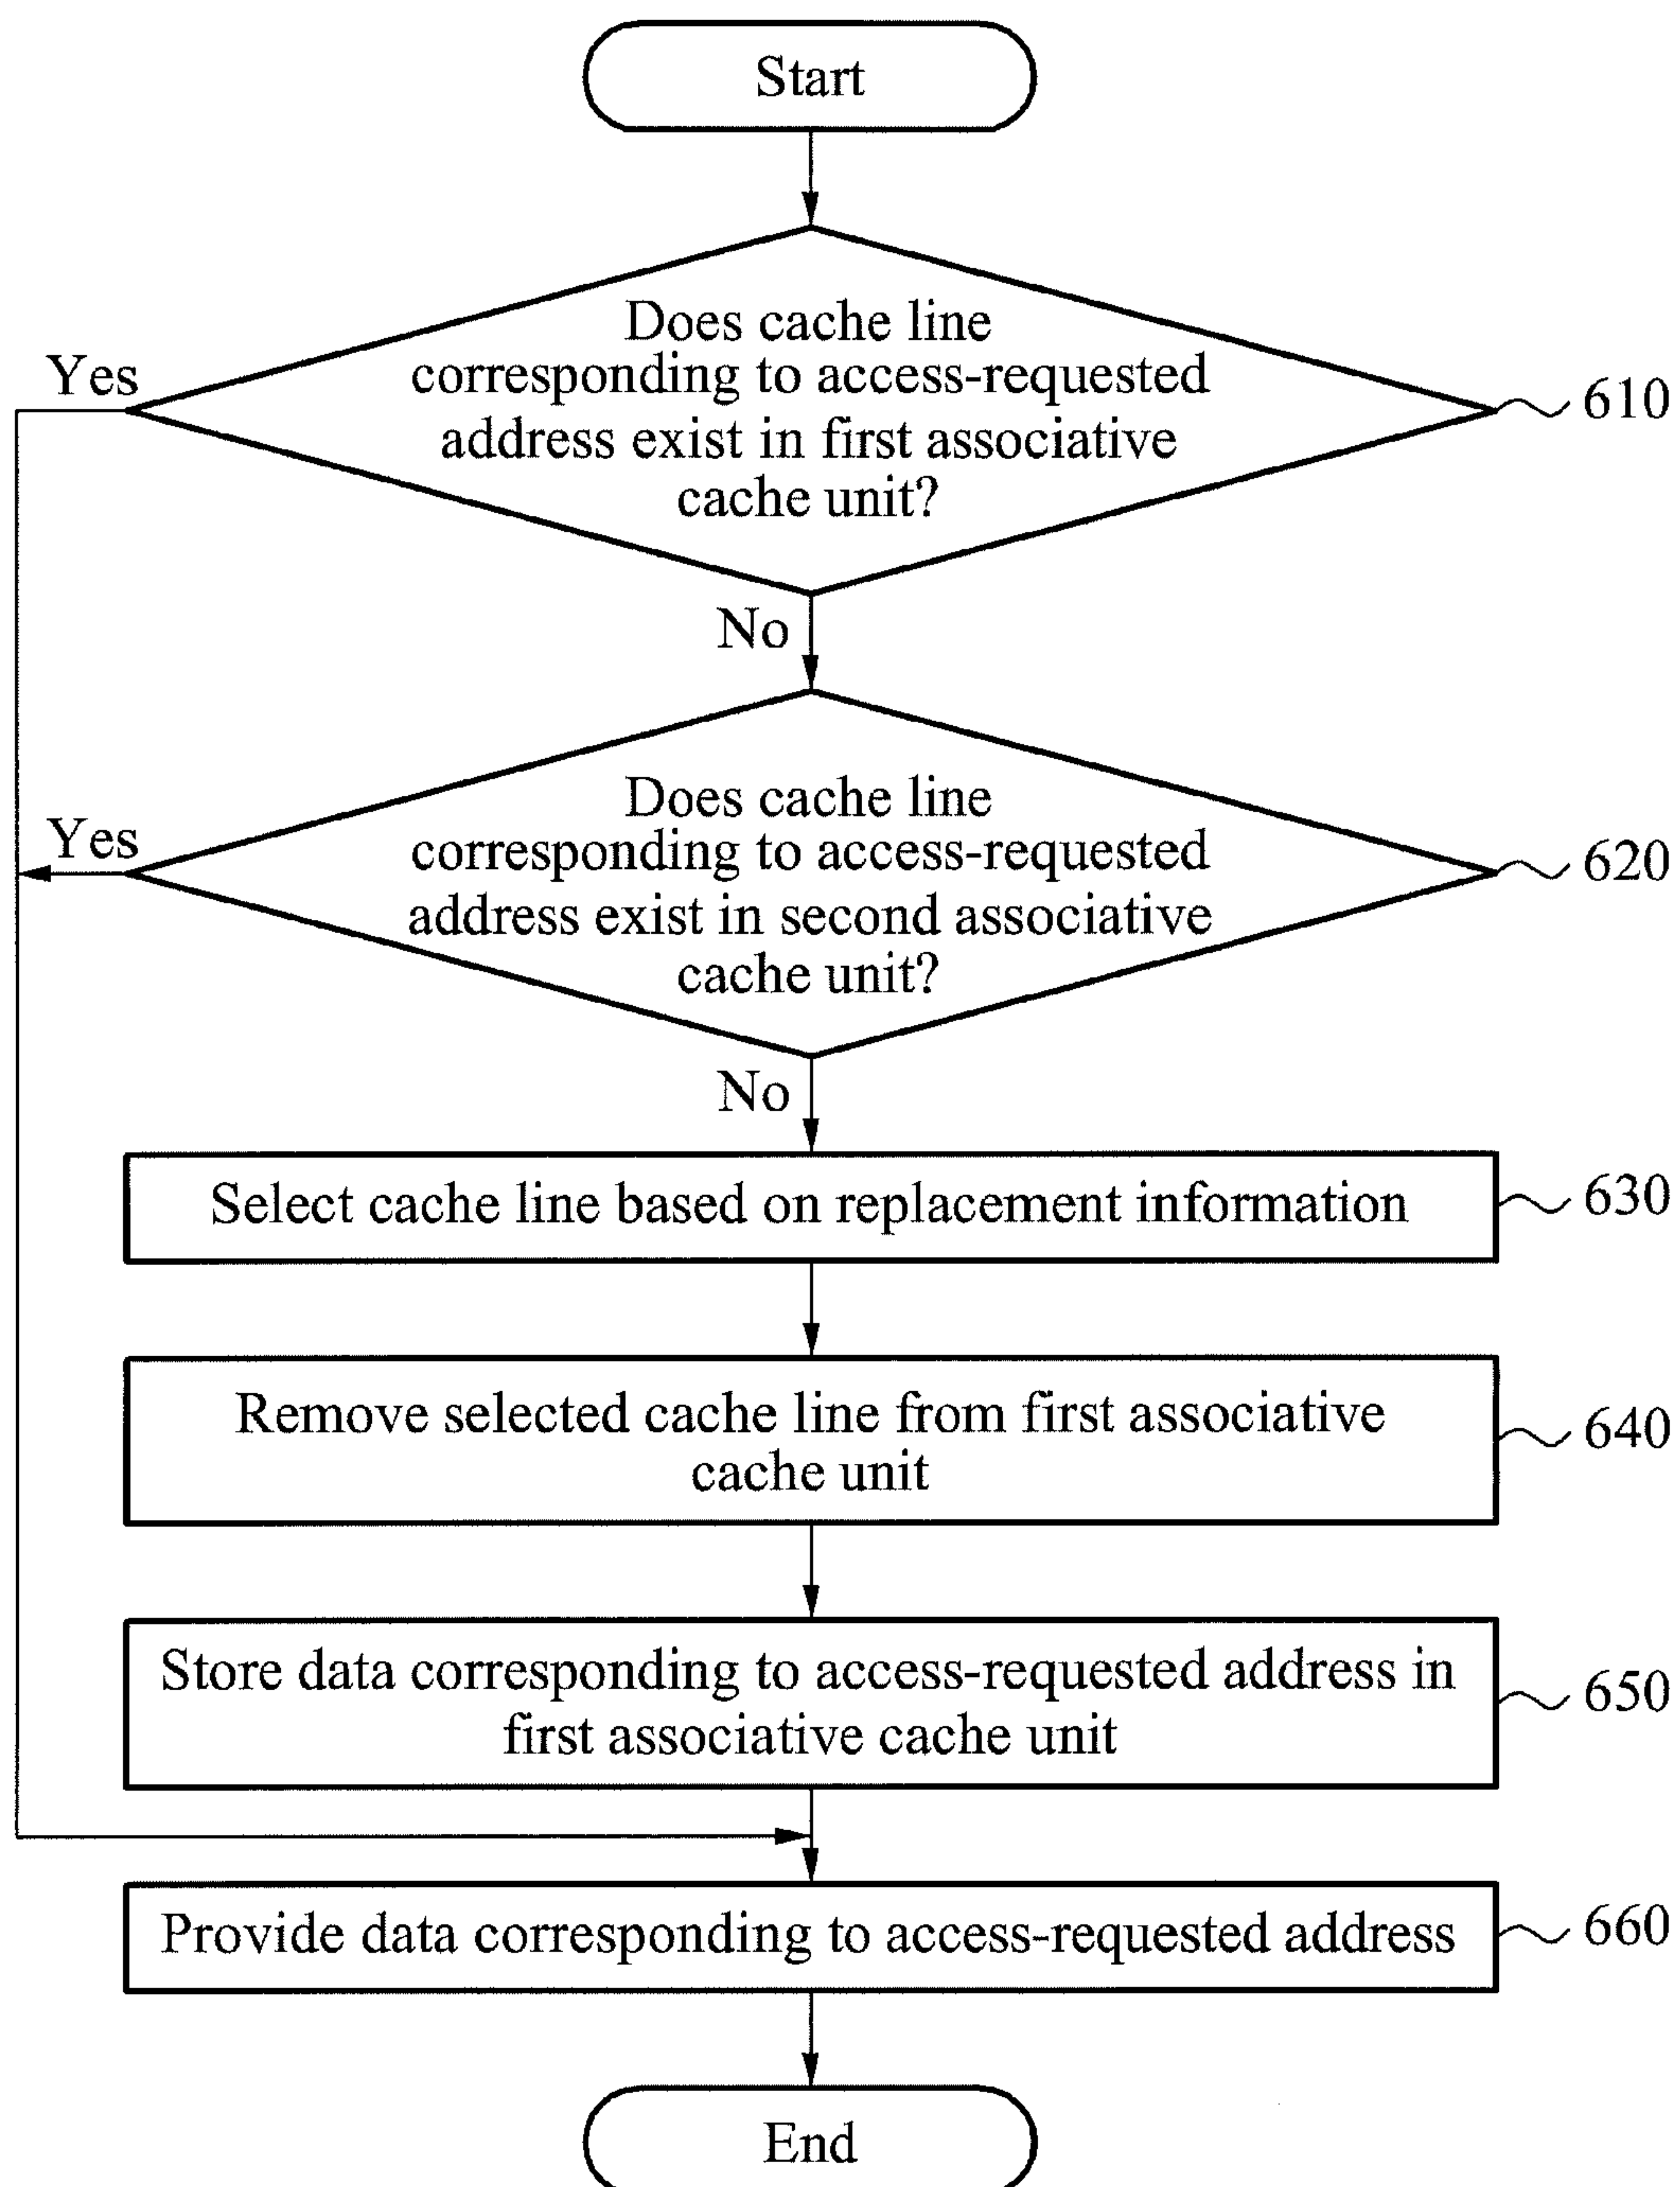 Start
Does cache line
corresponding to access-requested
address exist in first associative
cache unit?
Yes
610
No
Does cache line
corresponding to access-requested
address exist in second associative
cache unit?
Yes
620
No
Select cache line based on replacement information
630
Remove selected cache line from first associative
cache unit
640
Store data corresponding to access-requested address in
first associative cache unit
650
Provide data corresponding to access-requested address
660
End